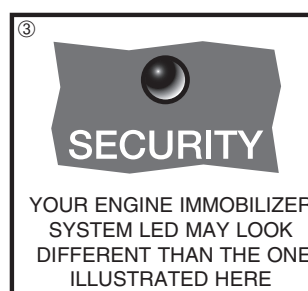 ③
SECURITY
YOUR ENGINE IMMOBILIZER
SYSTEM LED MAY LOOK
DIFFERENT THAN THE ONE
ILLUSTRATED HERE